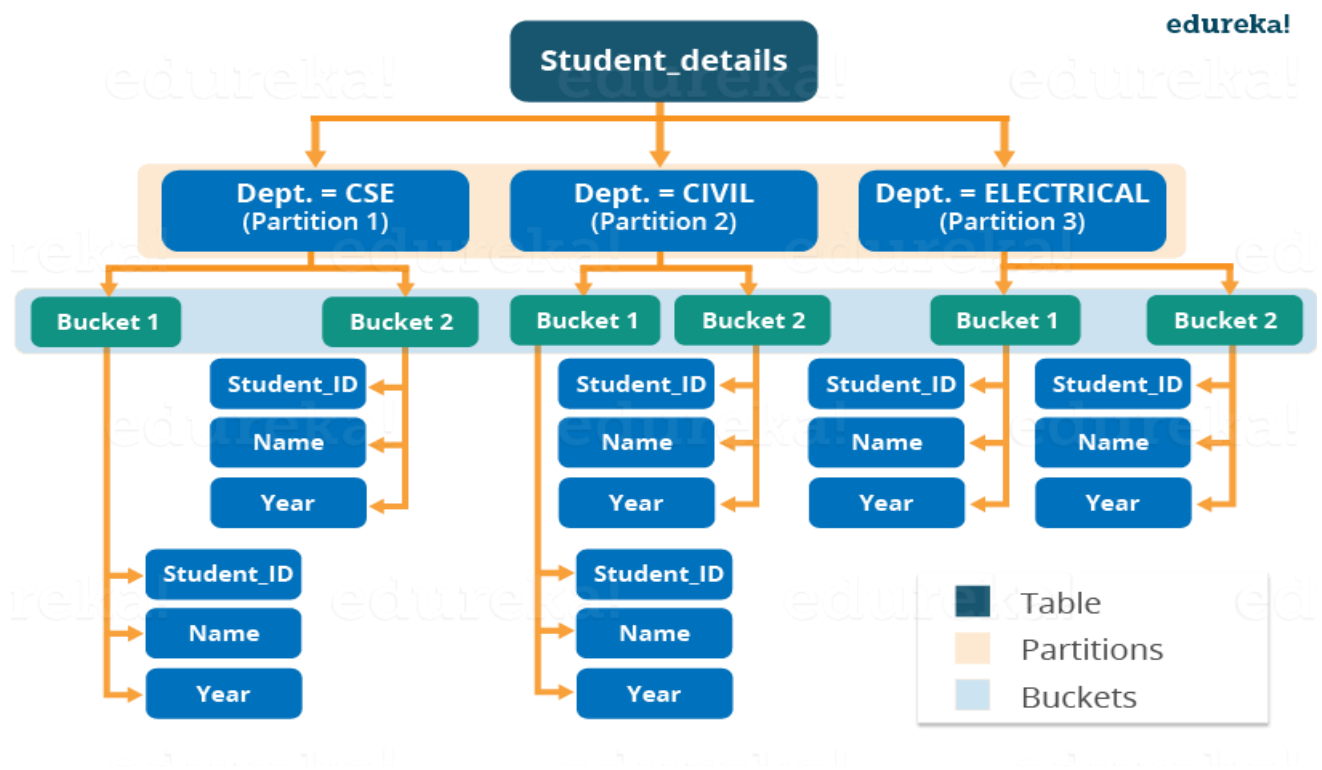 edureka!
Student_details
Dept. = CSE
(Partition 1)
Dept. = CIVIL
(Partition 2)
Dept. = ELECTRICAL
(Partition 3)
Bucket 1
Bucket 2
Bucket 1
Bucket 2
Bucket 1
Bucket 2
Student_ID
Name
Year
Student_ID
Name
Year
Student_ID
Name
Year
Student_ID
Name
Year
Student_ID
Name
Year
Student_ID
Name
Year
Table
Partitions
Buckets